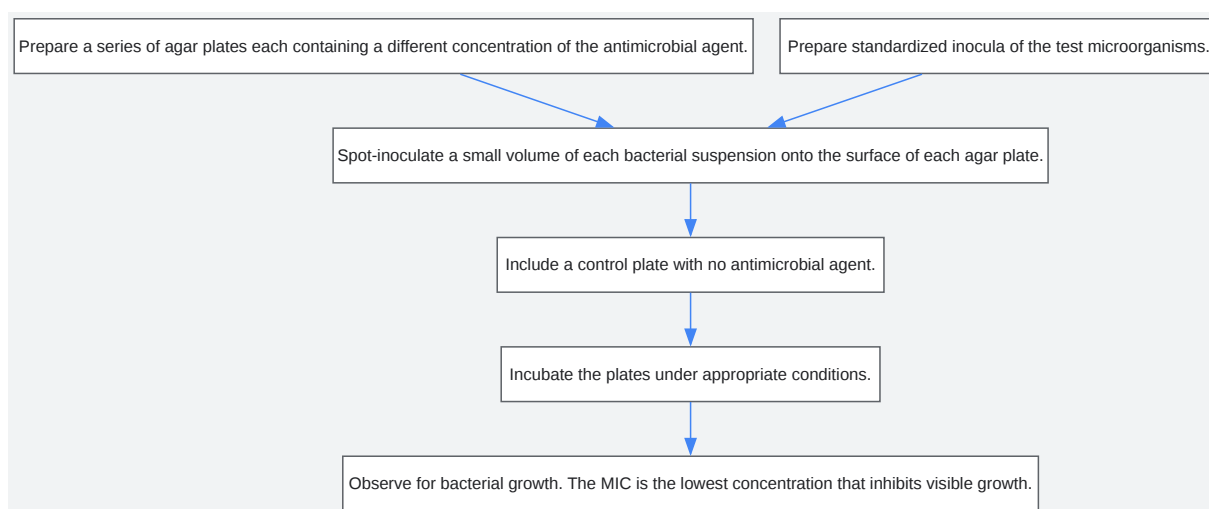 Prepare a series of agar plates each containing a different concentration of the antimicrobial agent.
Prepare standardized inocula of the test microorganisms.
Spot-inoculate a small volume of each bacterial suspension onto the surface of each agar plate.
Include a control plate with no antimicrobial agent.
Incubate the plates under appropriate conditions.
Observe for bacterial growth. The MIC is the lowest concentration that inhibits visible growth.